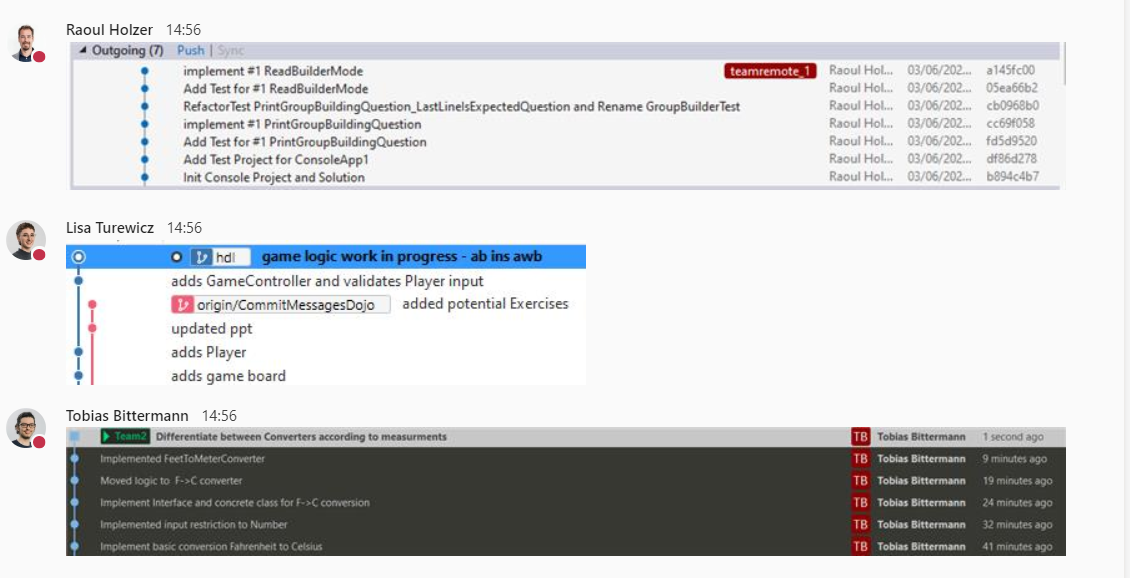 Raoul Holzer 14:56
Outgoing (7) Push | Sync
implement #1 ReadBuilderMode teamremote_1 Raoul Hol... 03/06/202... a145fc00
Add Test for #1 ReadBuilderMode Raoul Hol... 03/06/202... 05ea66b2
RefactorTest PrintGroupBuildingQuestion_LastLineIsExpectedQuestion and Rename GroupBuilderTest Raoul Hol... 03/06/202... cb0968b0
implement #1 PrintGroupBuildingQuestion Raoul Hol... 03/06/202... cc69f058
Add Test for #1 PrintGroupBuildingQuestion Raoul Hol... 03/06/202... fd5d9520
Add Test Project for ConsoleApp1 Raoul Hol... 03/06/202... df86d278
Init Console Project and Solution Raoul Hol... 03/06/202... b894c4b7
Lisa Turewicz 14:56
hdl game logic work in progress - ab ins awb
adds GameController and validates Player input
origin/CommitMessagesDojo added potential Exercises
updated ppt
adds Player
adds game board
Tobias Bittermann 14:56
Team2 Differentiate between Converters according to measurments TB Tobias Bittermann 1 second ago
Implemented FeetToMeterConverter TB Tobias Bittermann 9 minutes ago
Moved logic to F->C converter TB Tobias Bittermann 19 minutes ago
Implement Interface and concrete class for F->C conversion TB Tobias Bittermann 24 minutes ago
Implemented input restriction to Number TB Tobias Bittermann 32 minutes ago
Implement basic conversion Fahrenheit to Celsius TB Tobias Bittermann 41 minutes ago